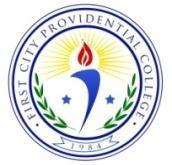 • FIRST CITY PROVIDENTIAL COLLEGE •
1984